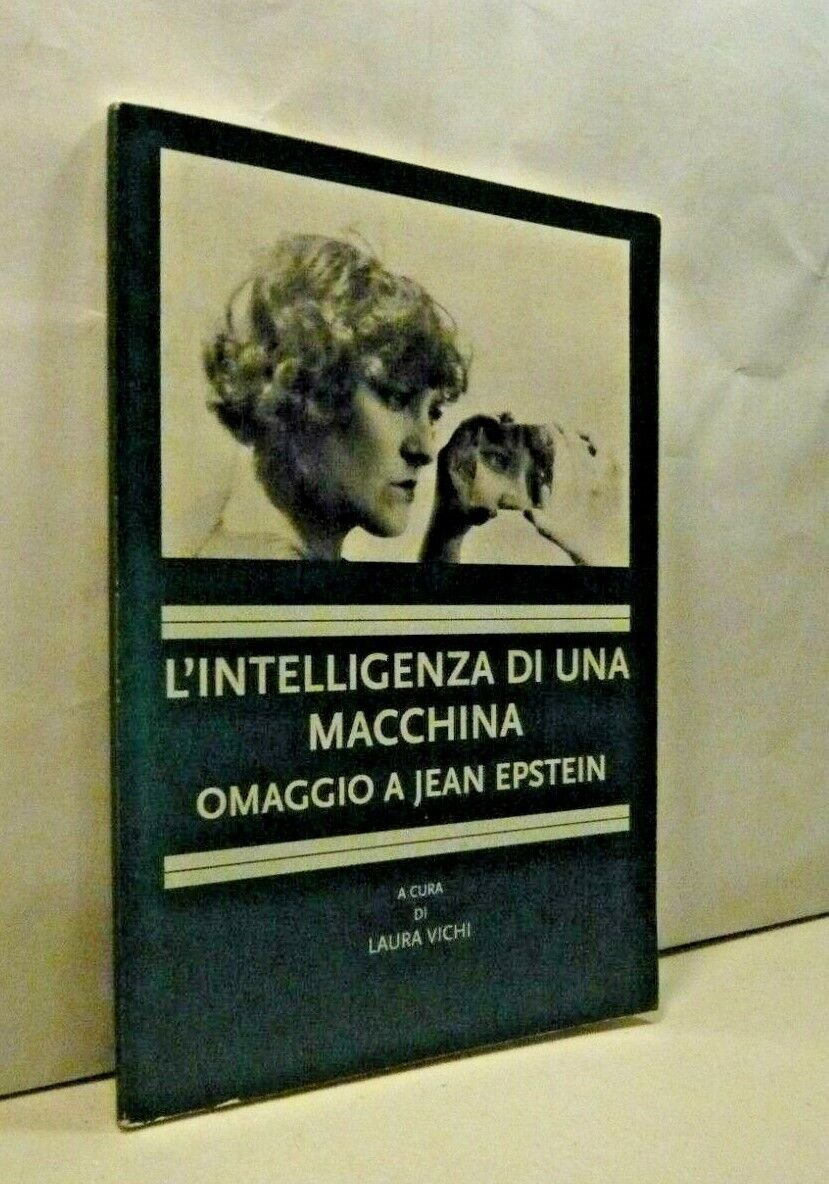 L'INTELLIGENZA DI UNA
MACCHINA
OMAGGIO A JEAN EPSTEIN
A CURA
DI
LAURA VICHI